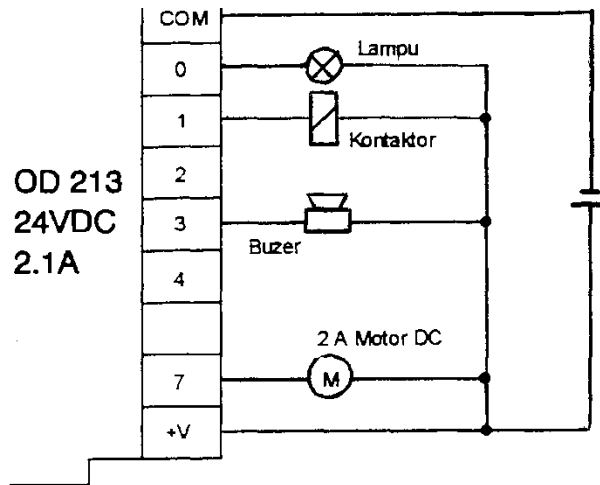 COM
0
Lampu
1
Kontaktor
2
OD 213
24VDC
2.1A
3
Buzer
4
2 A Motor DC
7
M
+V